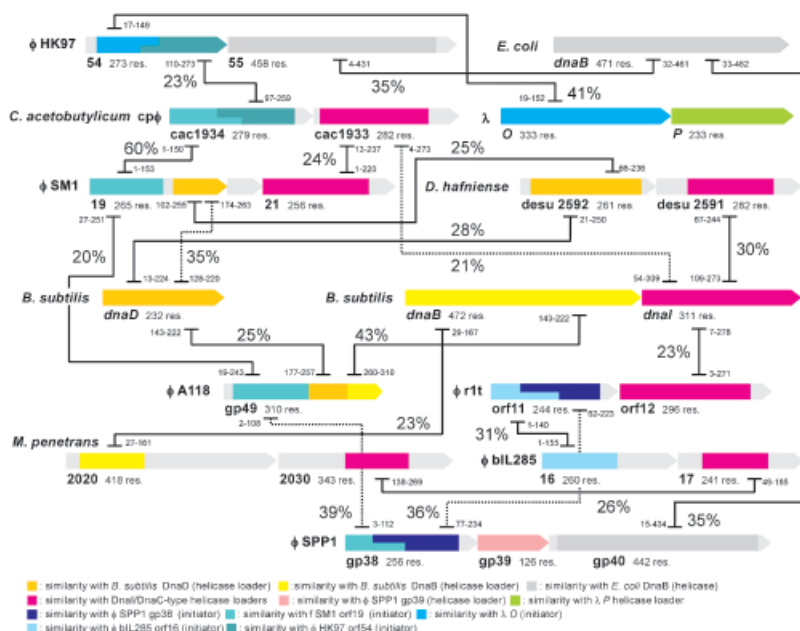 17-149
φ HK97
E. coli
54 273 res. 110-273 55 458 res. 4-431
dnaB 471 res. 32-461 33-462
23% 35%
97-259 19-152 41%
C. acetobutylicum cpφ
λ
cac1934 279 res. cac1933 282 res.
O 333 res. P 233 res.
60% 1-150 13-237 4-273
1-153 24% 1-220 25% 66-236
φ SM1
D. hafniense
19 265 res. 162-255 174-263 21 256 res.
desu 2592 261 res. desu 2591 282 res.
27-251 21-250 67-244
20% 35% 28% 21% 30%
13-224 128-220 54-309 109-273
B. subtilis
B. subtilis
dnaD 232 res.
dnaB 472 res. dnaI 311 res.
143-222 29-167 143-222 7-278
25% 43% 23%
19-243 177-257 260-310 3-271
φ A118
φ r1t
gp49 310 res.
orf11 244 res. orf12 296 res.
2-108 62-223
23% 31% 1-140
M. penetrans 27-161
1-155 φ bIL285
2020 418 res. 2030 343 res. 138-269
16 260 res. 17 241 res. 49-185
39% 36% 26%
3-112 77-234 15-434 35%
φ SPP1
gp38 256 res. gp39 126 res. gp40 442 res.
: similarity with B. subtilis DnaD (helicase loader) : similarity with B. subtilis DnaB (helicase loader) : similarity with E. coli DnaB (helicase)
: similarity with DnaI/DnaC-type helicase loaders : similarity with φ SPP1 gp39 (helicase loader) : similarity with λ P helicase loader
: similarity with φ SPP1 gp38 (initiator) : similarity with f SM1 orf19 (initiator) : similarity with λ O (initiator)
: similarity with φ bIL285 orf16 (initiator) : similarity with φ HK97 orf54 (initiator)